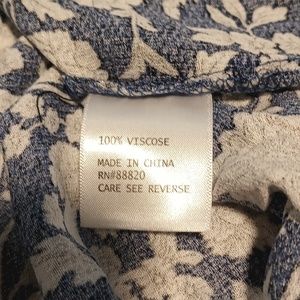 100% VISCOSE
MADE IN CHINA
RN#88820
CARE SEE REVERSE